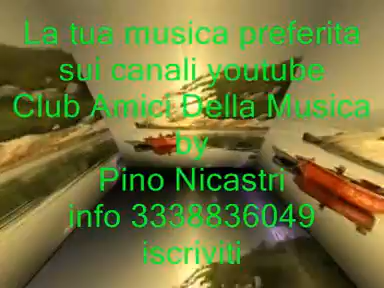 La tua musica preferita
sui canali youtube
Club Amici Della Musica
by
Pino Nicastri
info 3338836049
iscriviti